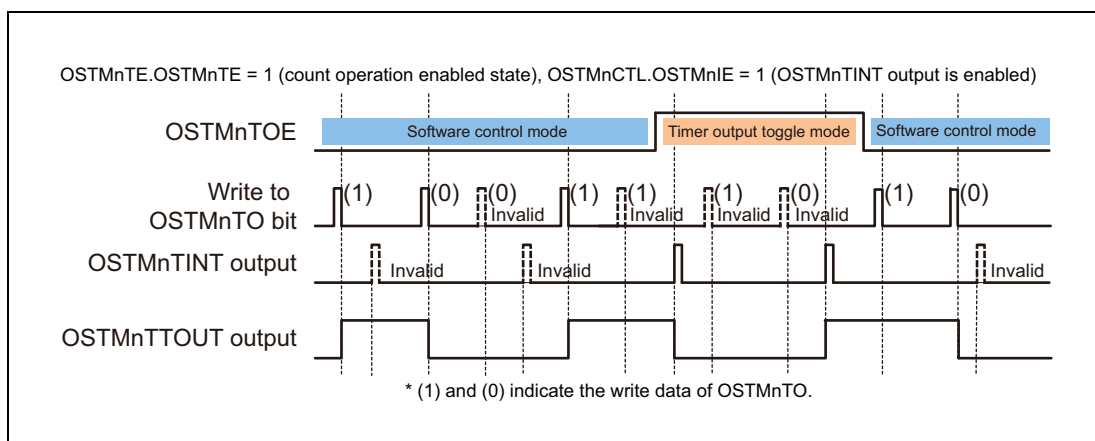 OSTMnTE.OSTMnTE = 1 (count operation enabled state), OSTMnCTL.OSTMnIE = 1 (OSTMnTINT output is enabled)
OSTMnTOE
Software control mode
Timer output toggle mode
Software control mode
Write to
OSTMnTO bit
(1) (0) (0) (1) (1) (1) (0) (1) (0)
Invalid Invalid Invalid Invalid
OSTMnTINT output
Invalid Invalid Invalid
OSTMnTTOUT output
* (1) and (0) indicate the write data of OSTMnTO.